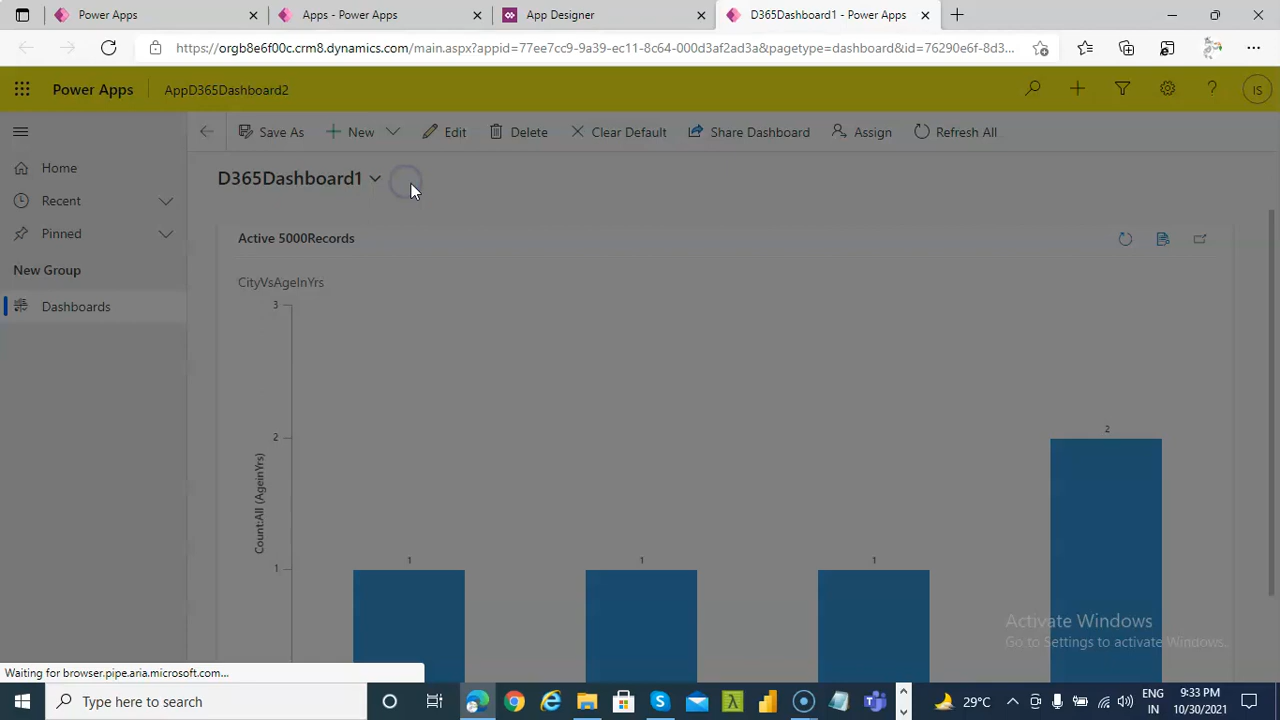 Power Apps
Apps - Power Apps
App Designer
D365Dashboard1 - Power Apps
https://orgb8e6f00c.crm8.dynamics.com/main.aspx?appid=77ee7cc9-9a39-ec11-8c64-000d3af2ad3a&pagetype=dashboard&id=76290e6f-8d3...
Power Apps
AppD365Dashboard2
IS
Save As
New
Edit
Delete
Clear Default
Share Dashboard
Assign
Refresh All
Home
Recent
Pinned
New Group
Dashboards
D365Dashboard1
Active 5000Records
CityVsAgeInYrs
3
2
1
Count:All (AgeinYrs)
1
1
1
2
Activate Windows
Go to Settings to activate Windows.
Waiting for browser.pipe.aria.microsoft.com...
Type here to search
29°C
ENG
IN
9:33 PM
10/30/2021